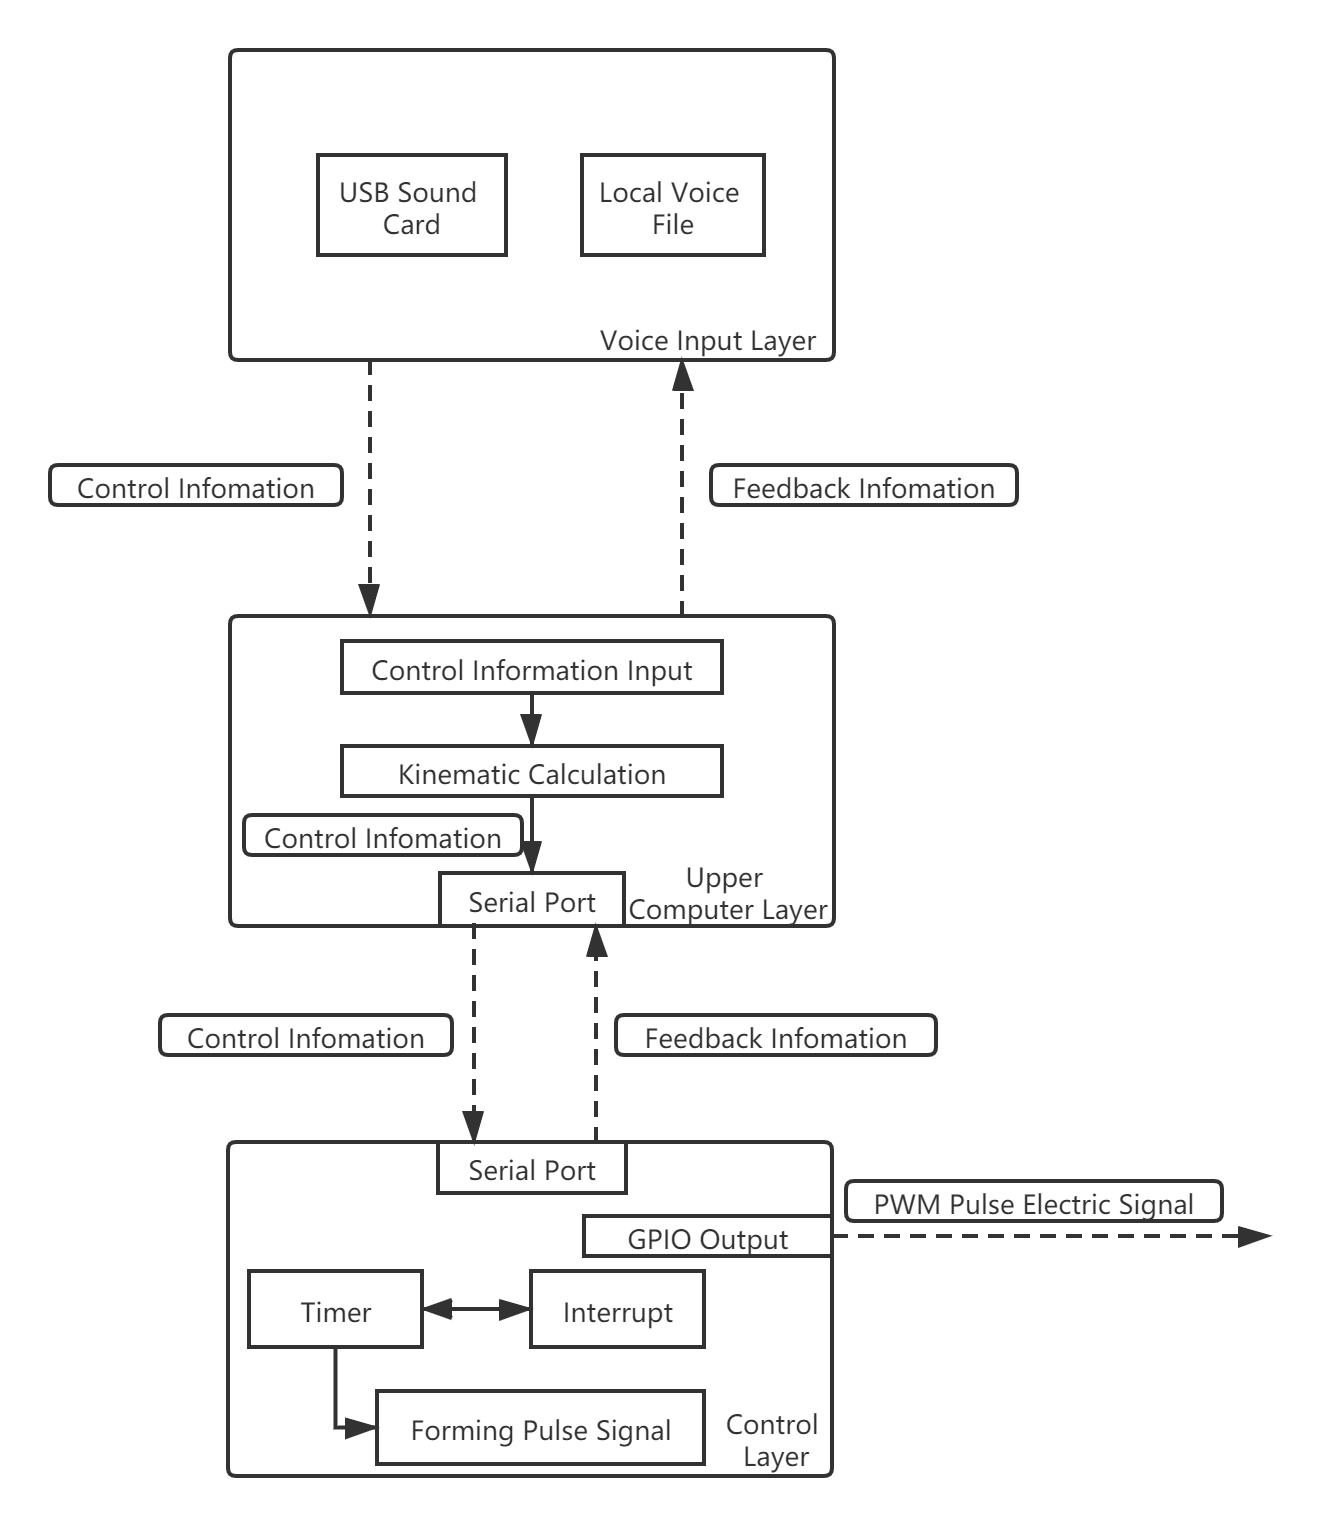 USB Sound
Card
Local Voice
File
Voice Input Layer
Control Infomation
Feedback Infomation
Control Information Input
Kinematic Calculation
Control Infomation
Serial Port
Upper
Computer Layer
Control Infomation
Feedback Infomation
Serial Port
PWM Pulse Electric Signal
GPIO Output
Timer
Interrupt
Forming Pulse Signal
Control
Layer